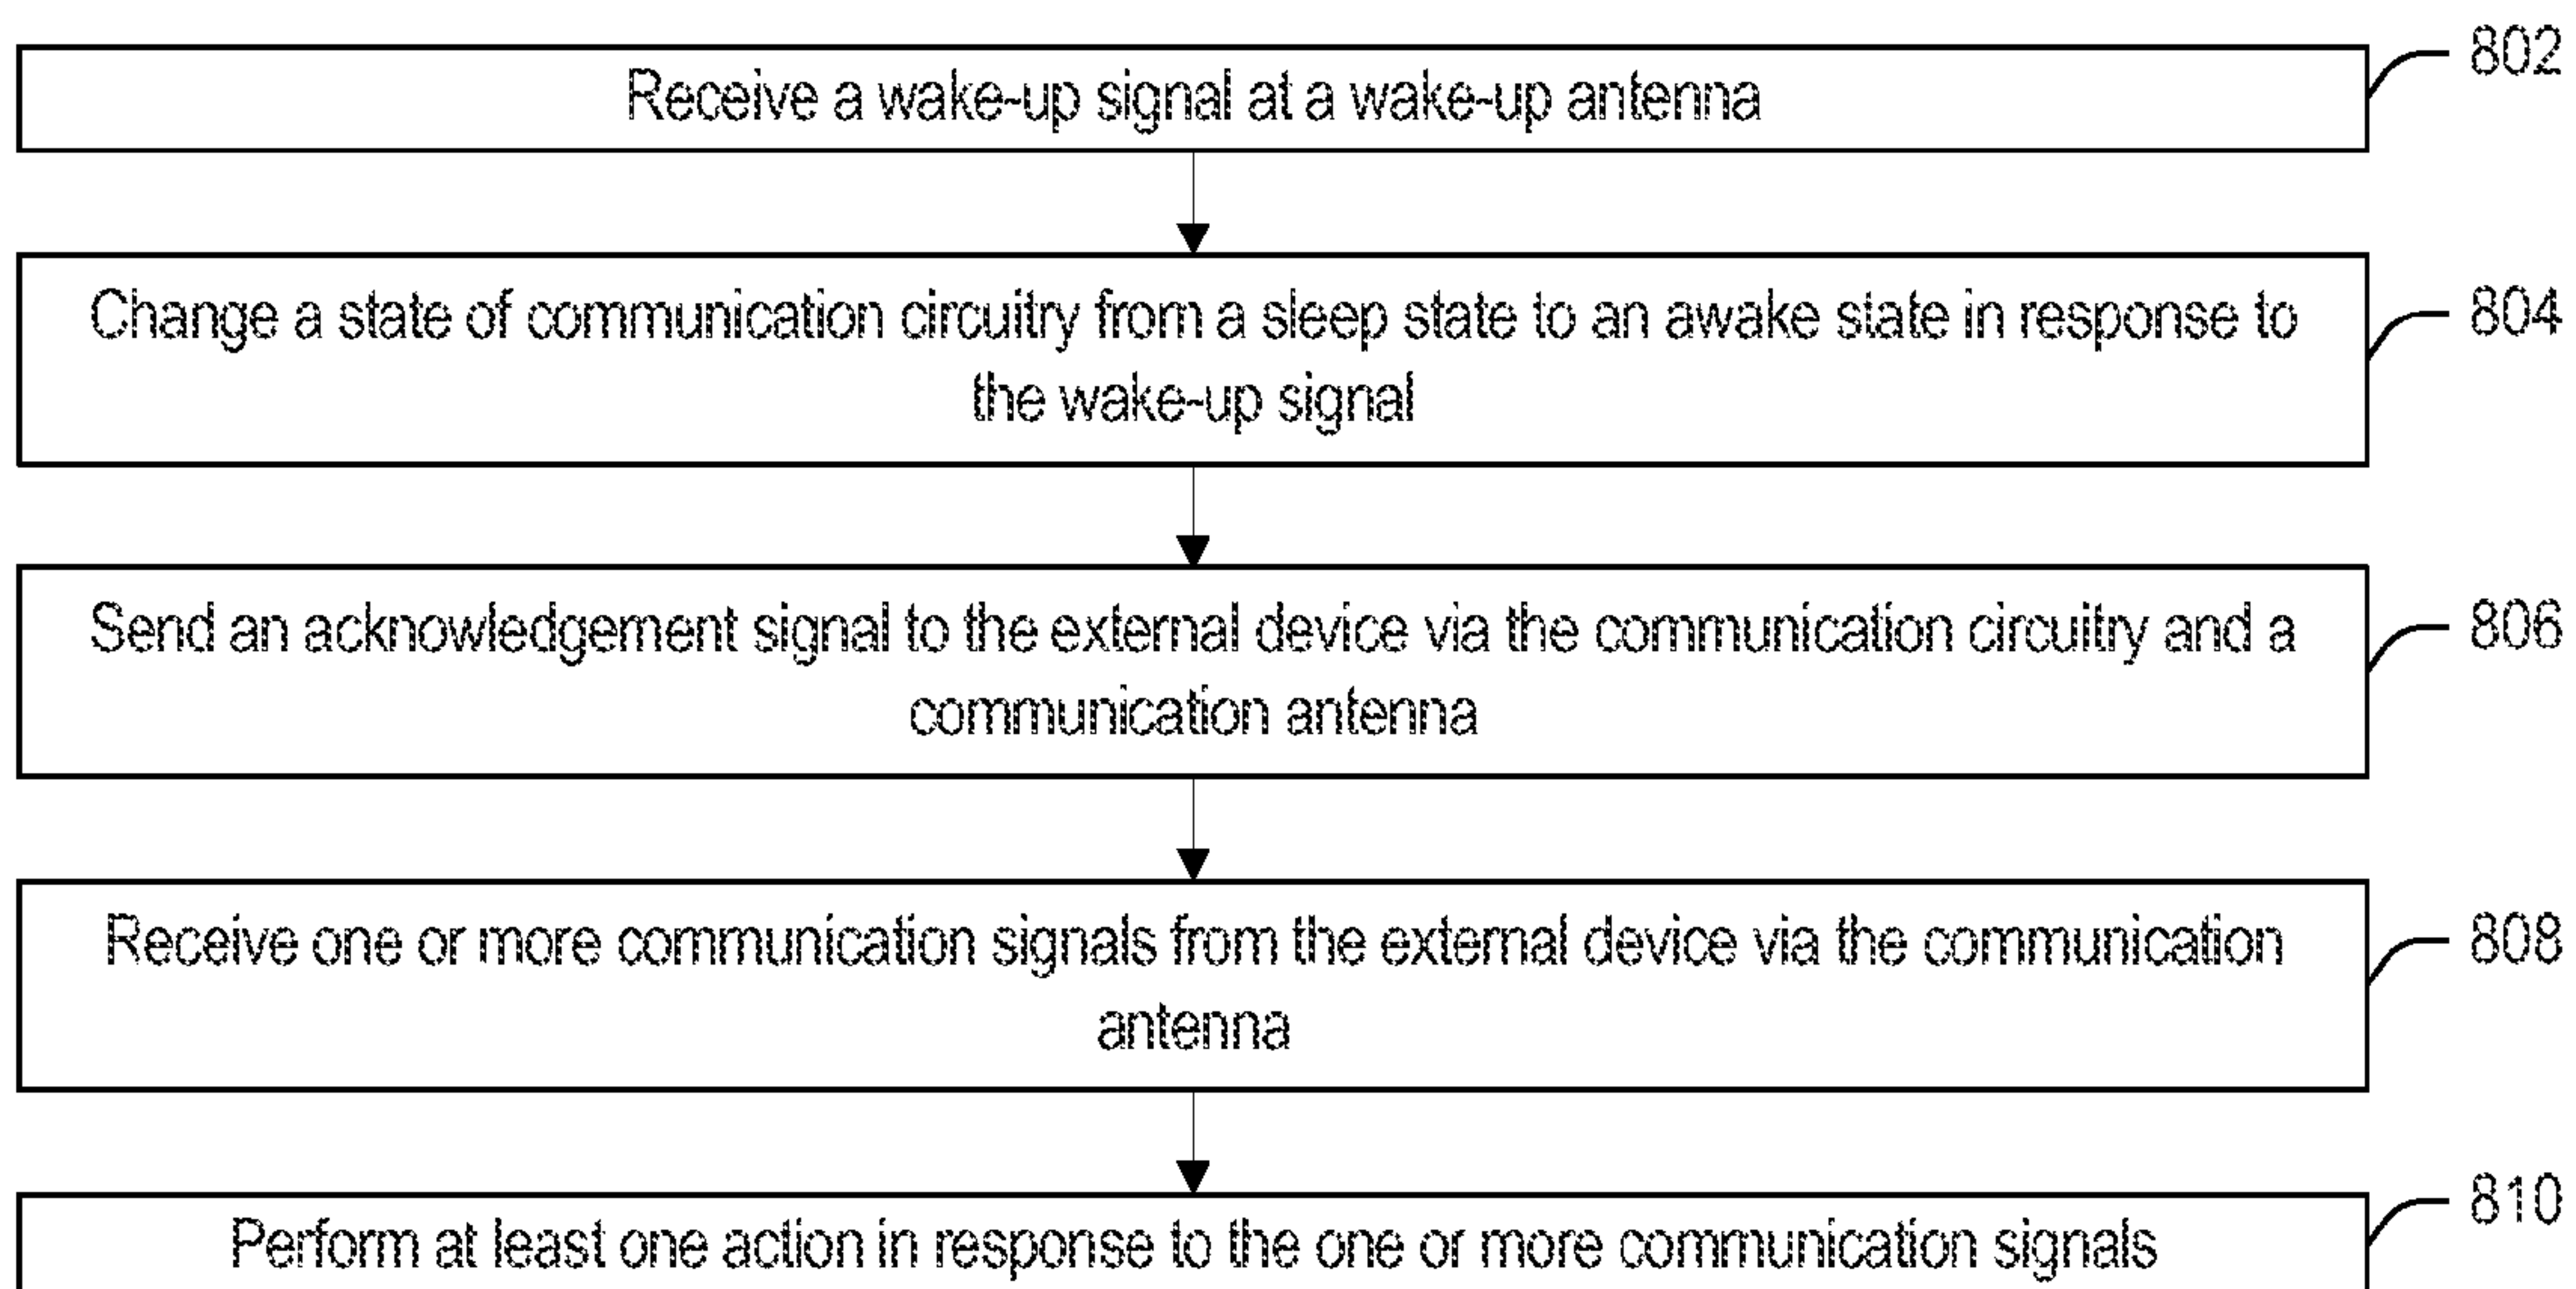 802
Receive a wake-up signal at a wake-up antenna
804
Change a state of communication circuitry from a sleep state to an awake state in response to
the wake-up signal
806
Send an acknowledgement signal to the external device via the communication circuitry and a
communication antenna
808
Receive one or more communication signals from the external device via the communication
antenna
810
Perform at least one action in response to the one or more communication signals